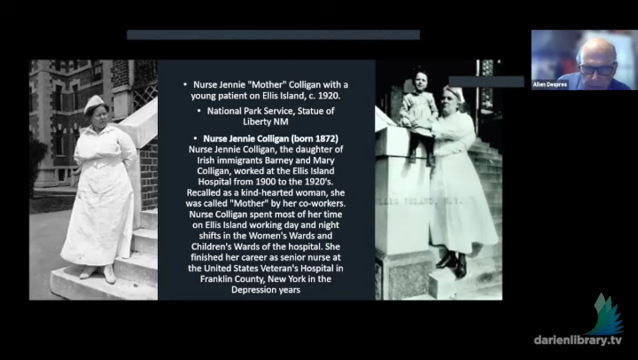 • Nurse Jennie "Mother" Colligan with a
young patient on Ellis Island, c. 1920.
• National Park Service, Statue of
Liberty NM
• Nurse Jennie Colligan (born 1872)
Nurse Jennie Colligan, the daughter of
Irish immigrants Barney and Mary
Colligan, worked at the Ellis Island
Hospital from 1900 to the 1920's.
Recalled as a kind-hearted woman, she
was called "Mother" by her co-workers.
Nurse Colligan spent most of her time
on Ellis Island working day and night
shifts in the Women's Wards and
Children's Wards of the hospital. She
finished her career as senior nurse at
the United States Veteran's Hospital in
Franklin County, New York in the
Depression years
ELLIS ISLAND, N.Y.
Allen Despres
darienlibrary.tv